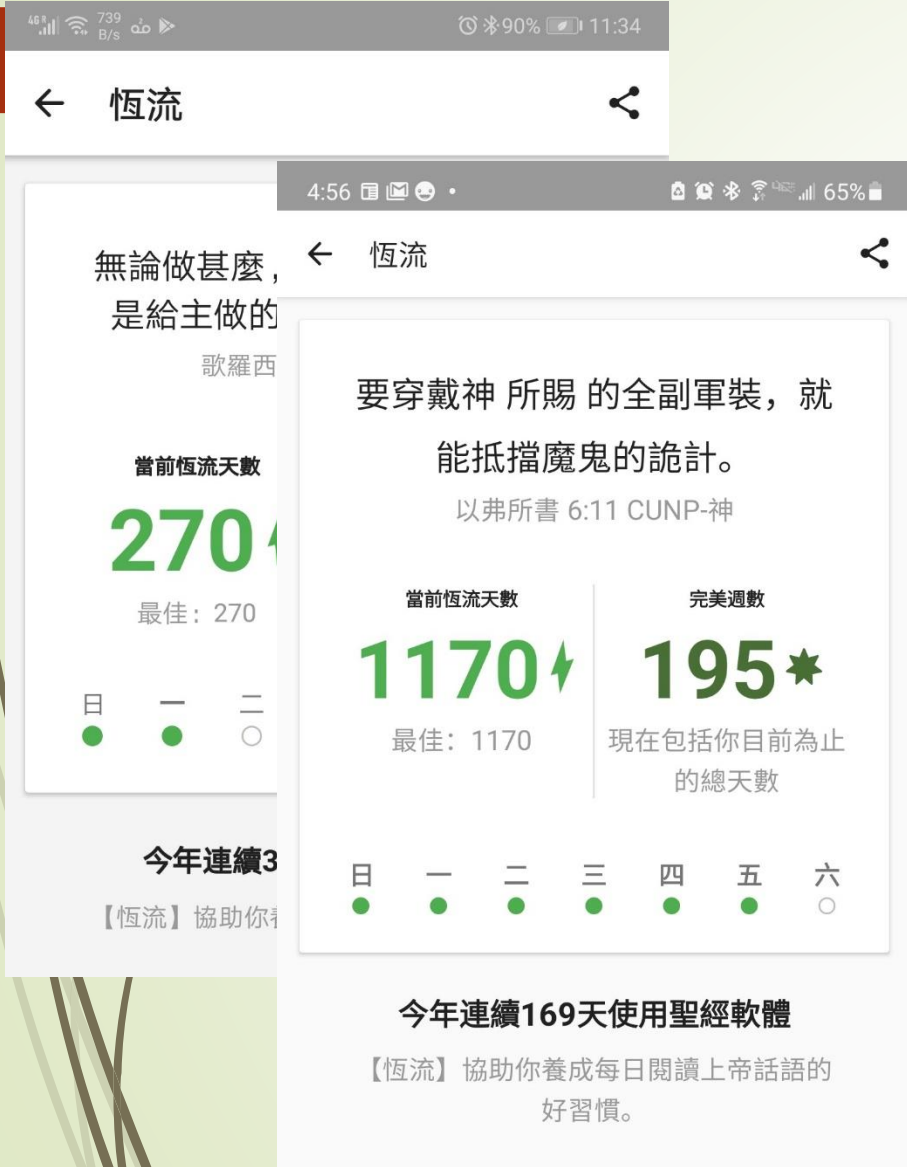 739
B/s
90% 11:34
恆流
無論做甚麼,
是給主做的
歌羅西
當前恆流天數
270
最佳：270
日 一 二
今年連續3
【恆流】協助你
4:56
65%
恆流
要穿戴神 所賜 的全副軍裝，就
能抵擋魔鬼的詭計。
以弗所書 6:11 CUNP-神
當前恆流天數 完美週數
1170 195
最佳：1170 現在包括你目前為止
的總天數
日 一 二 三 四 五 六
今年連續169天使用聖經軟體
【恆流】協助你養成每日閱讀上帝話語的
好習慣。